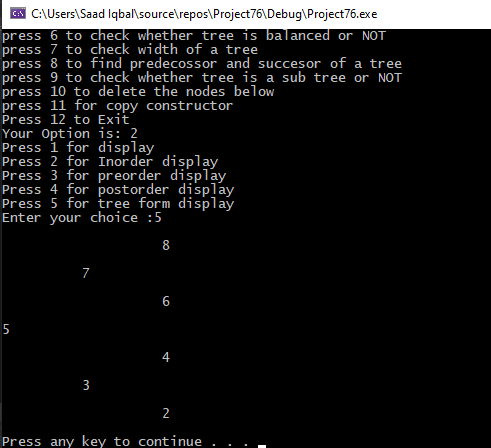 C:\Users\Saad Iqbal\source\repos\Project76\Debug\Project76.exe
press 6 to check whether tree is balanced or NOT
press 7 to check width of a tree
press 8 to find predecossor and succesor of a tree
press 9 to check whether tree is a sub tree or NOT
press 10 to delete the nodes below
press 11 for copy constructor
Press 12 to Exit
Your Option is: 2
Press 1 for display
Press 2 for Inorder display
Press 3 for preorder display
Press 4 for postorder display
Press 5 for tree form display
Enter your choice :5
8
7
6
5
4
3
2
Press any key to continue . . .